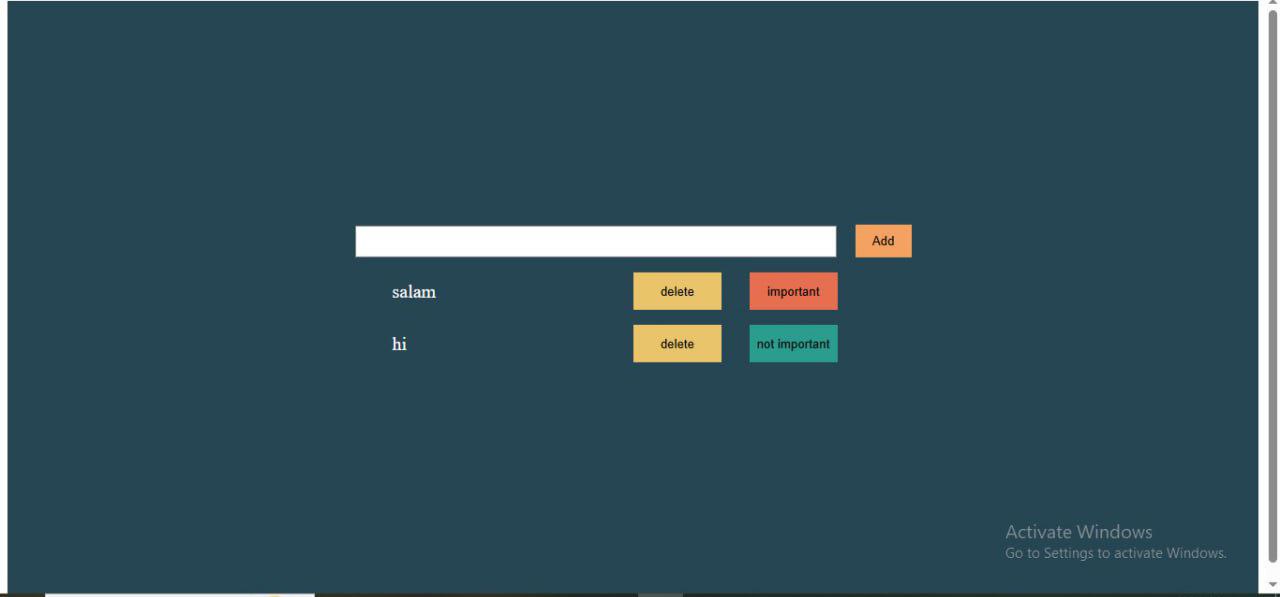 Add
salam delete important
hi delete not important
Activate Windows
Go to Settings to activate Windows.